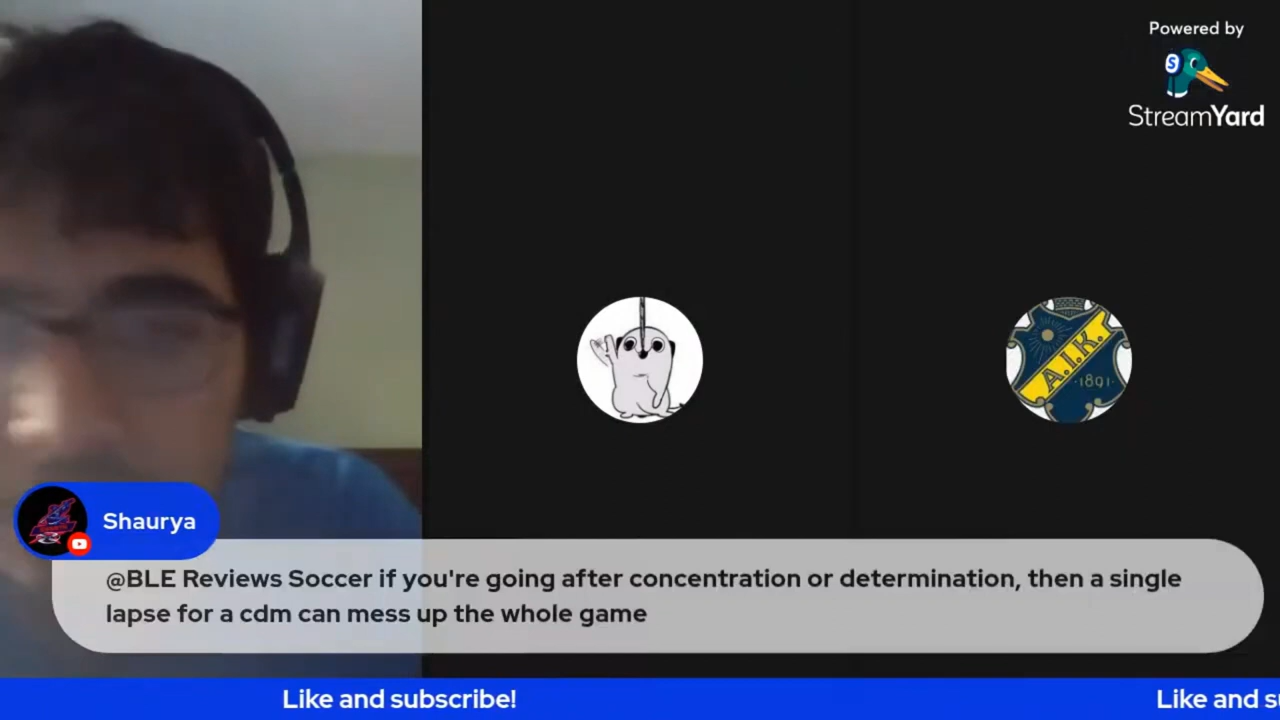 Powered by
StreamYard
S
A.I.K.
1891
Shaurya
@BLE Reviews Soccer if you're going after concentration or determination, then a single
lapse for a cdm can mess up the whole game
Like and subscribe!
Like and su